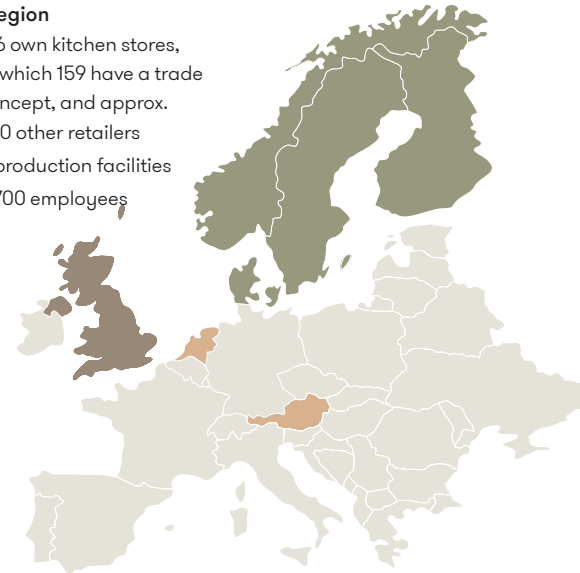 egion
6 own kitchen stores,
which 159 have a trade
ncept, and approx.
0 other retailers
production facilities
700 employees